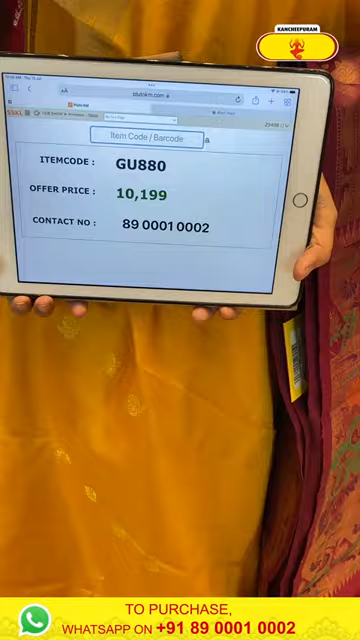 KANCHEEPURAM
AA
Item Code / Barcode
ITEMCODE : GU880
OFFER PRICE : 10,199
CONTACT NO : 89 0001 0002
TO PURCHASE,
WHATSAPP ON +91 89 0001 0002